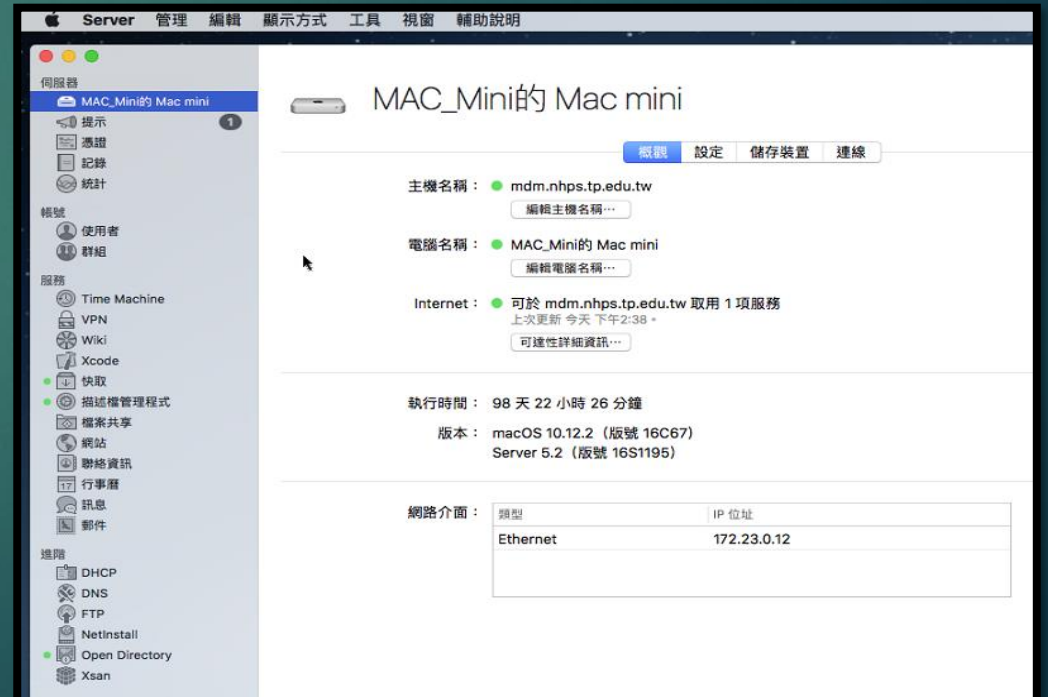 Server 管理 編輯 顯示方式 工具 視窗 輔助說明
伺服器
MAC_Mini的 Mac mini
提示 1
憑證
記錄
統計
帳號
使用者
群組
服務
Time Machine
VPN
Wiki
Xcode
快取
描述檔管理程式
檔案共享
網站
聯絡資訊
17 行事曆
訊息
郵件
進階
DHCP
DNS
FTP
NetInstall
Open Directory
Xsan
MAC_Mini的 Mac mini
概觀 設定 儲存裝置 連線
主機名稱： mdm.nhps.tp.edu.tw
編輯主機名稱⋯
電腦名稱： MAC_Mini的 Mac mini
編輯電腦名稱⋯
Internet： 可於 mdm.nhps.tp.edu.tw 取用 1 項服務
上次更新 今天 下午2:38。
可達性詳細資訊⋯
執行時間： 98 天 22 小時 26 分鐘
版本： macOS 10.12.2（版號 16C67）
Server 5.2（版號 16S1195）
網路介面： 類型 IP 位址
Ethernet 172.23.0.12